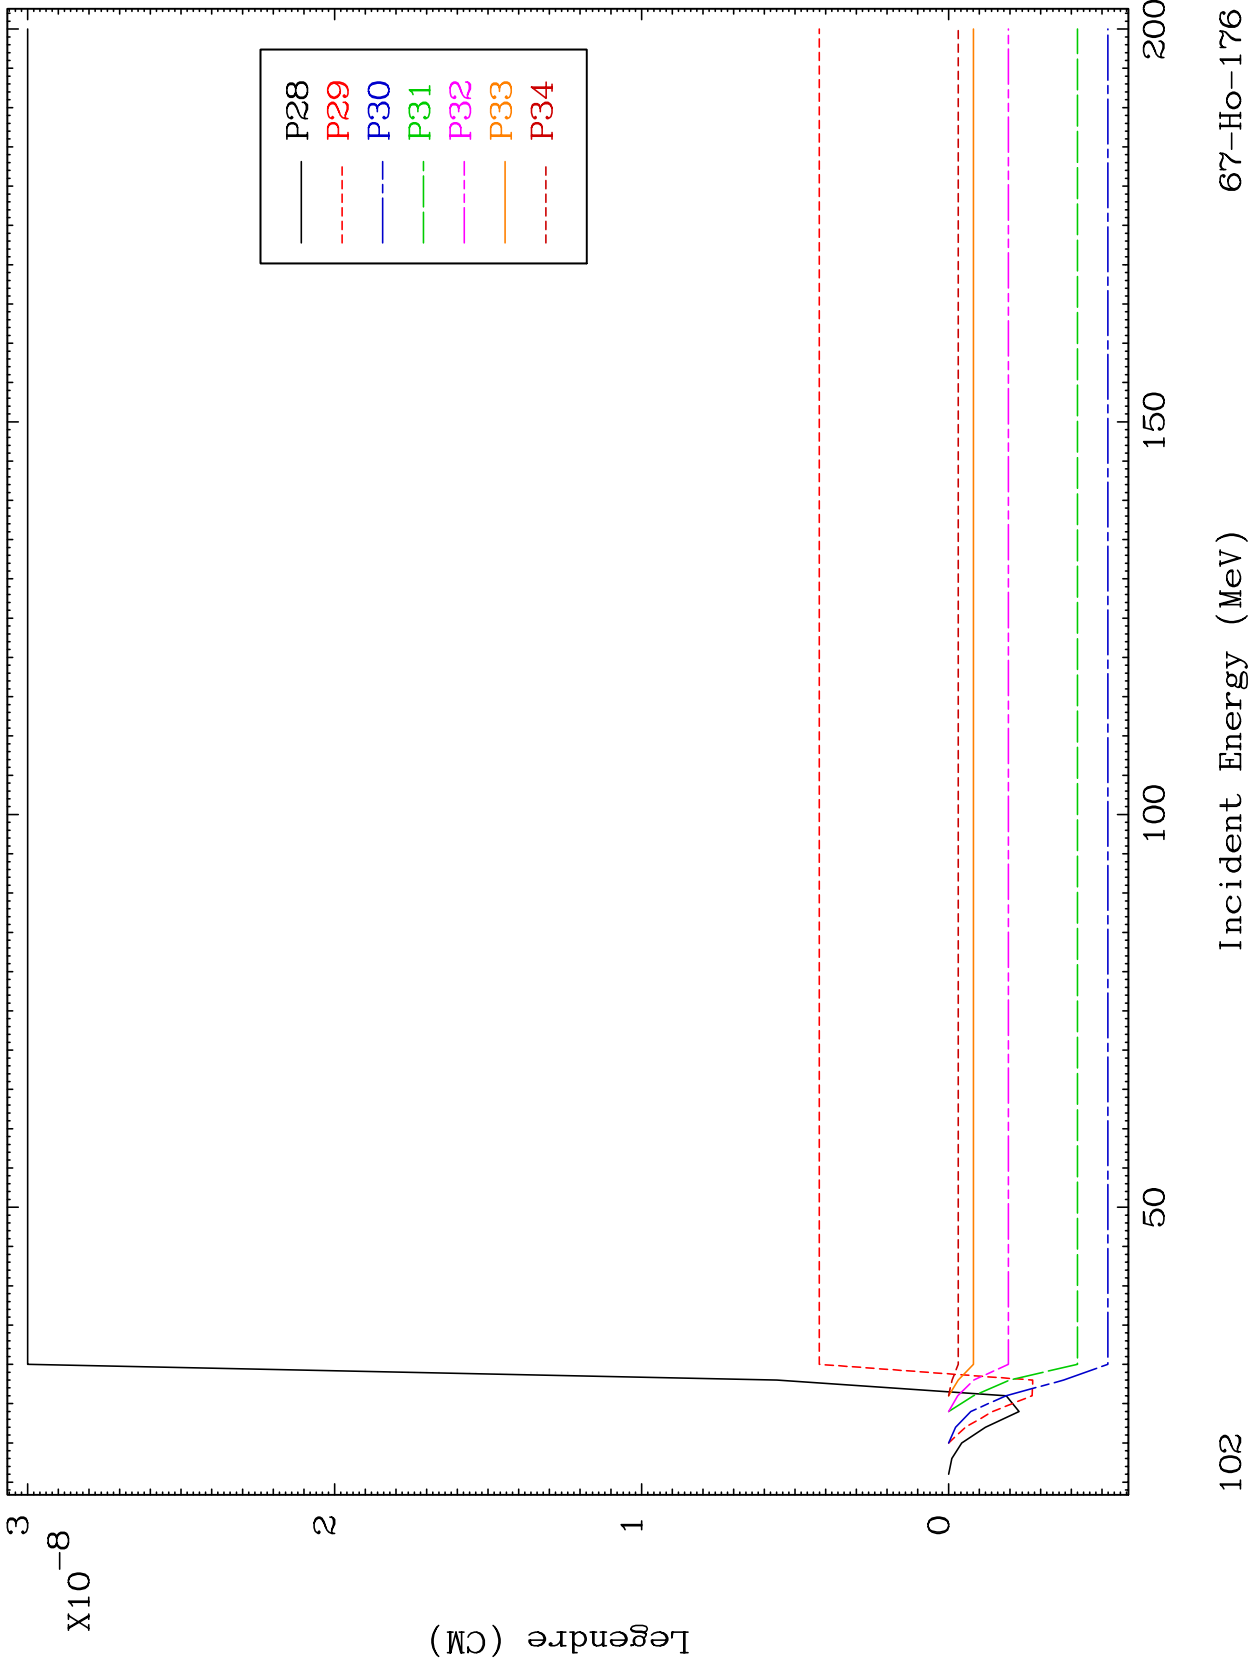 3
2
1
0
X10
-8
Legendre (CM)
P28
P29
P30
P31
P32
P33
P34
50
100
150
200
Incident Energy (MeV)
102
67-Ho-176